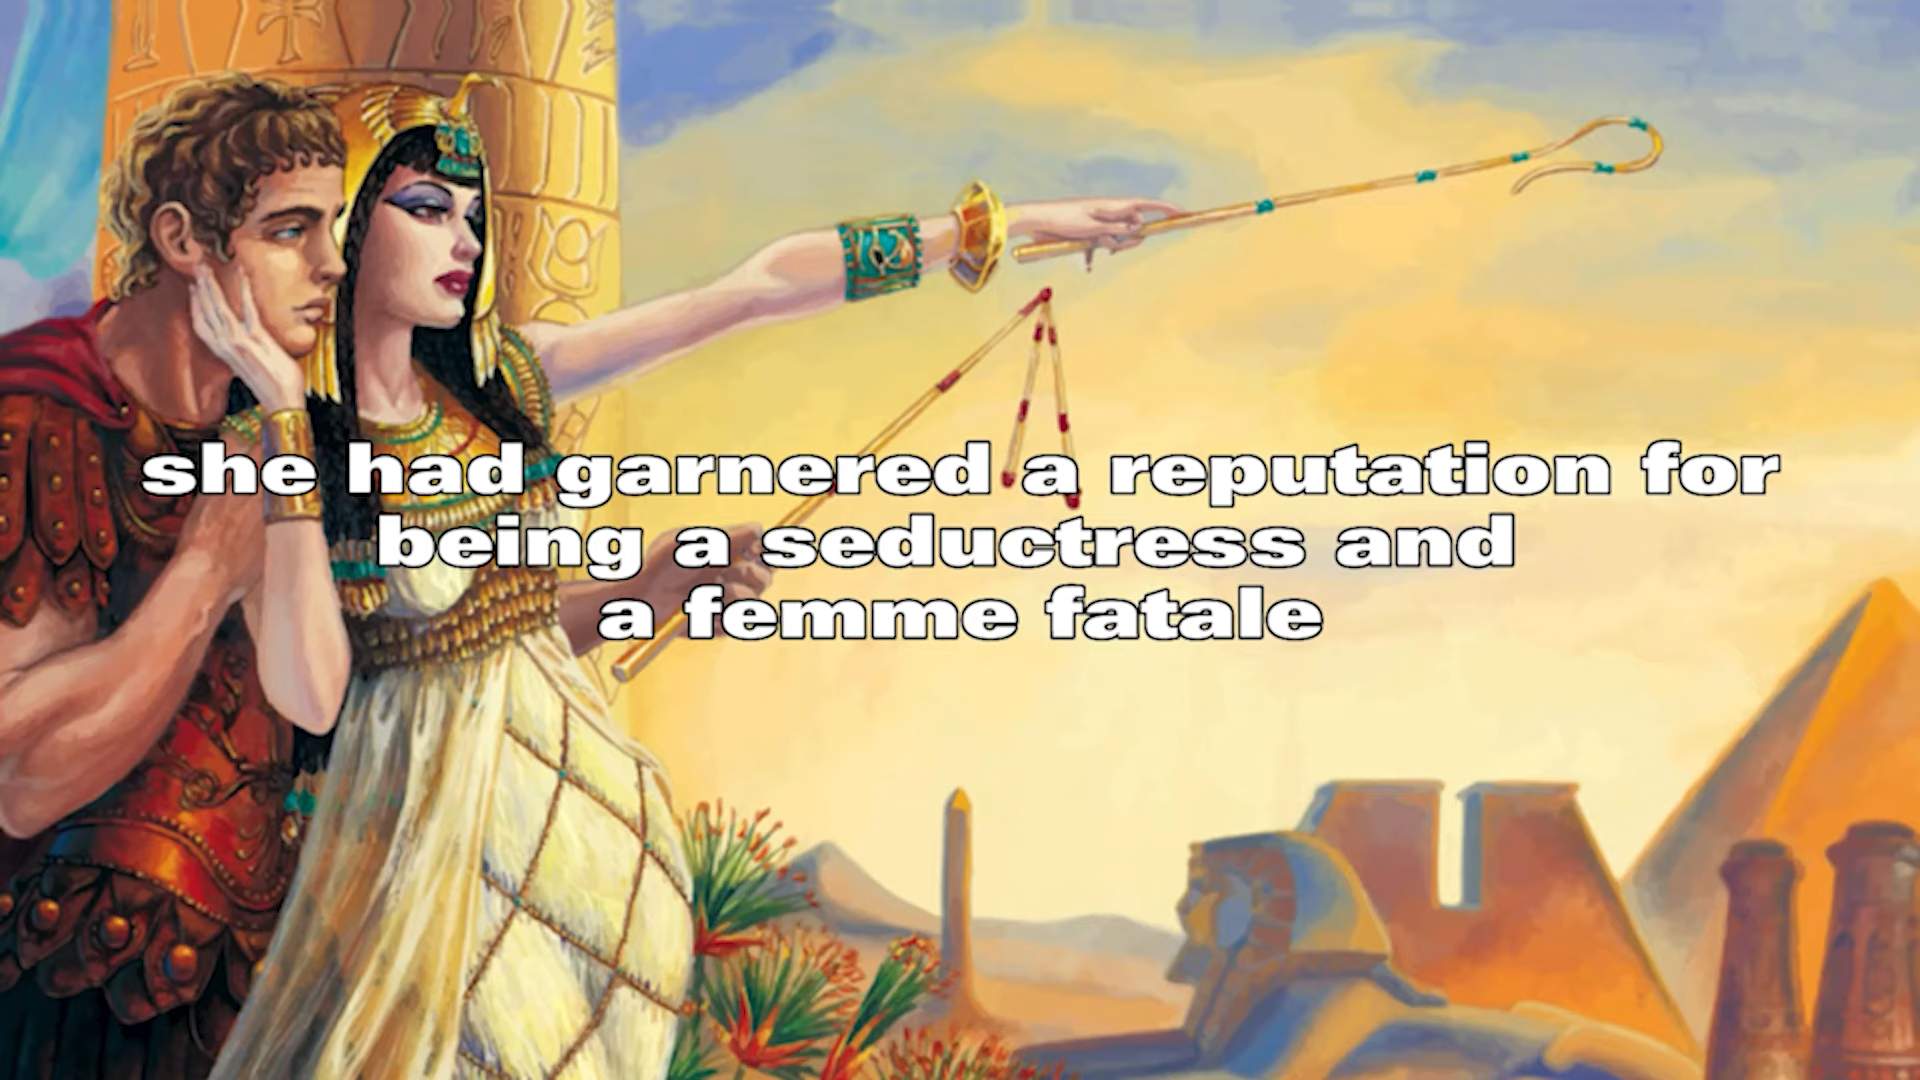 she had garnered a reputation for
being a seductress and
a femme fatale